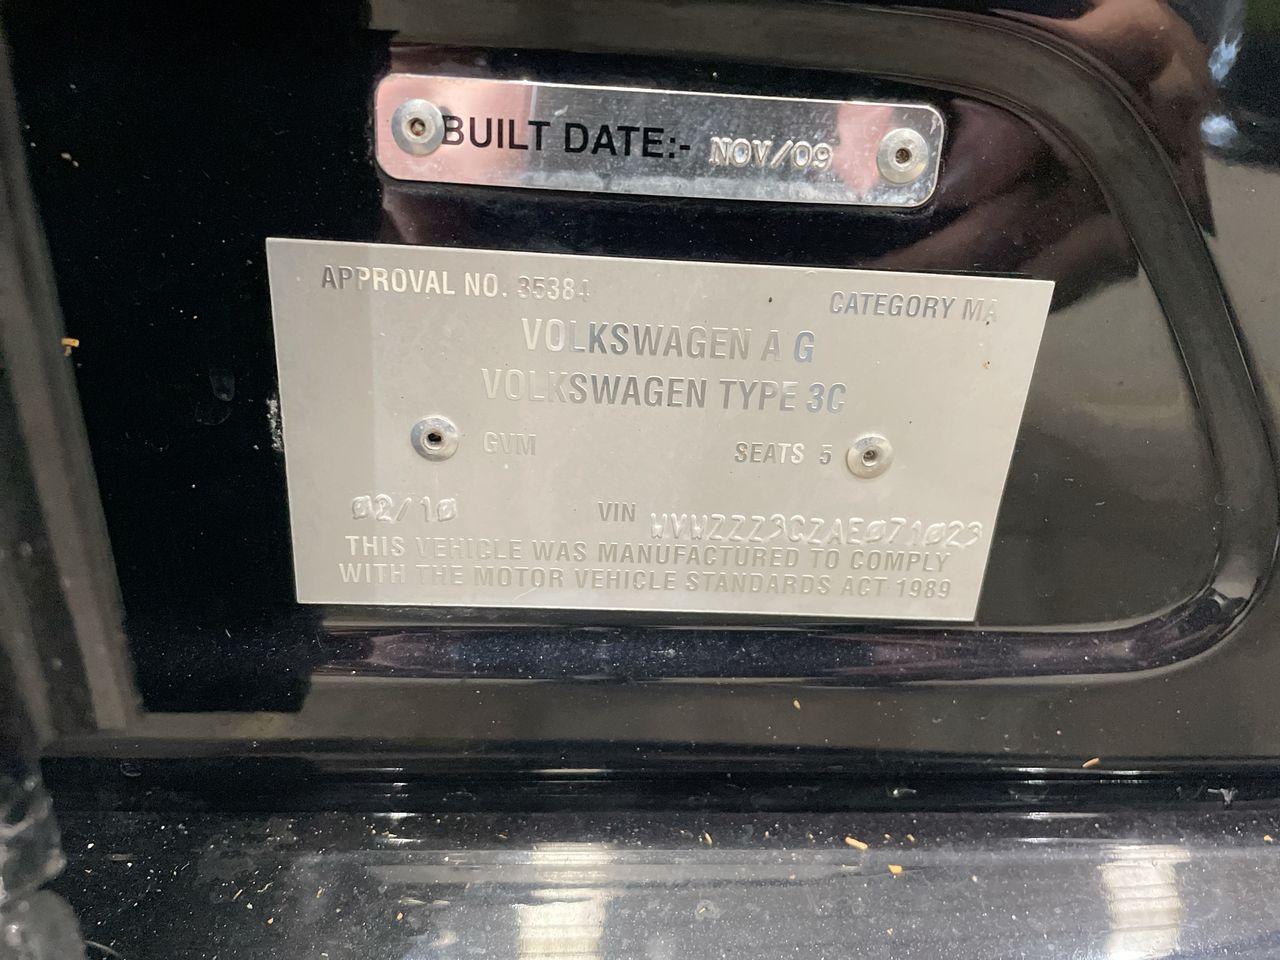 BUILT DATE:- NOV/09
APPROVAL NO. 35384 CATEGORY MA
VOLKSWAGEN A G
VOLKSWAGEN TYPE 3C
GVM SEATS 5
02/10 VIN WVWZZZ3CZAE071023
THIS VEHICLE WAS MANUFACTURED TO COMPLY
WITH THE MOTOR VEHICLE STANDARDS ACT 1989